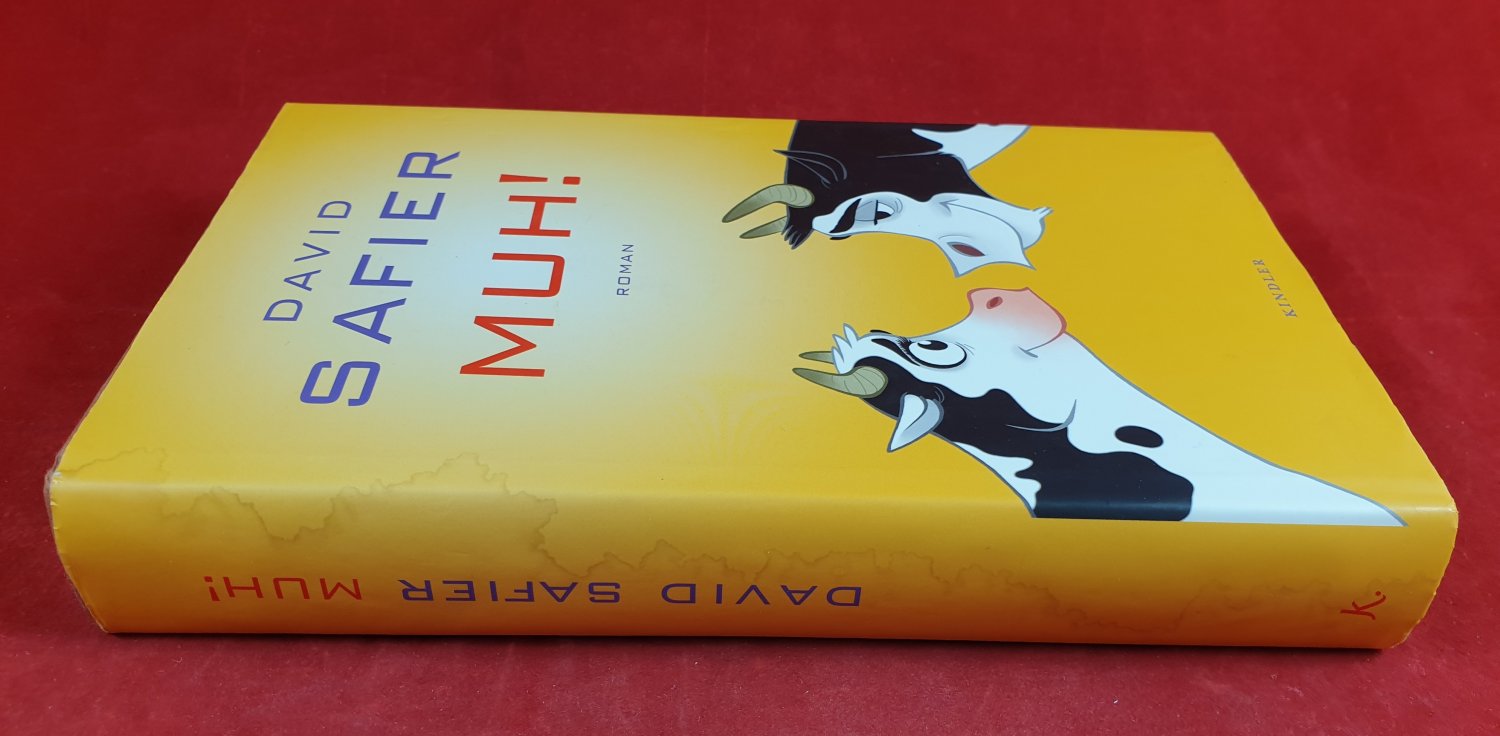 DAVID
SAFIER
MUH!
ROMAN
KINDLER
DAVID SAFIER MUH!
K.